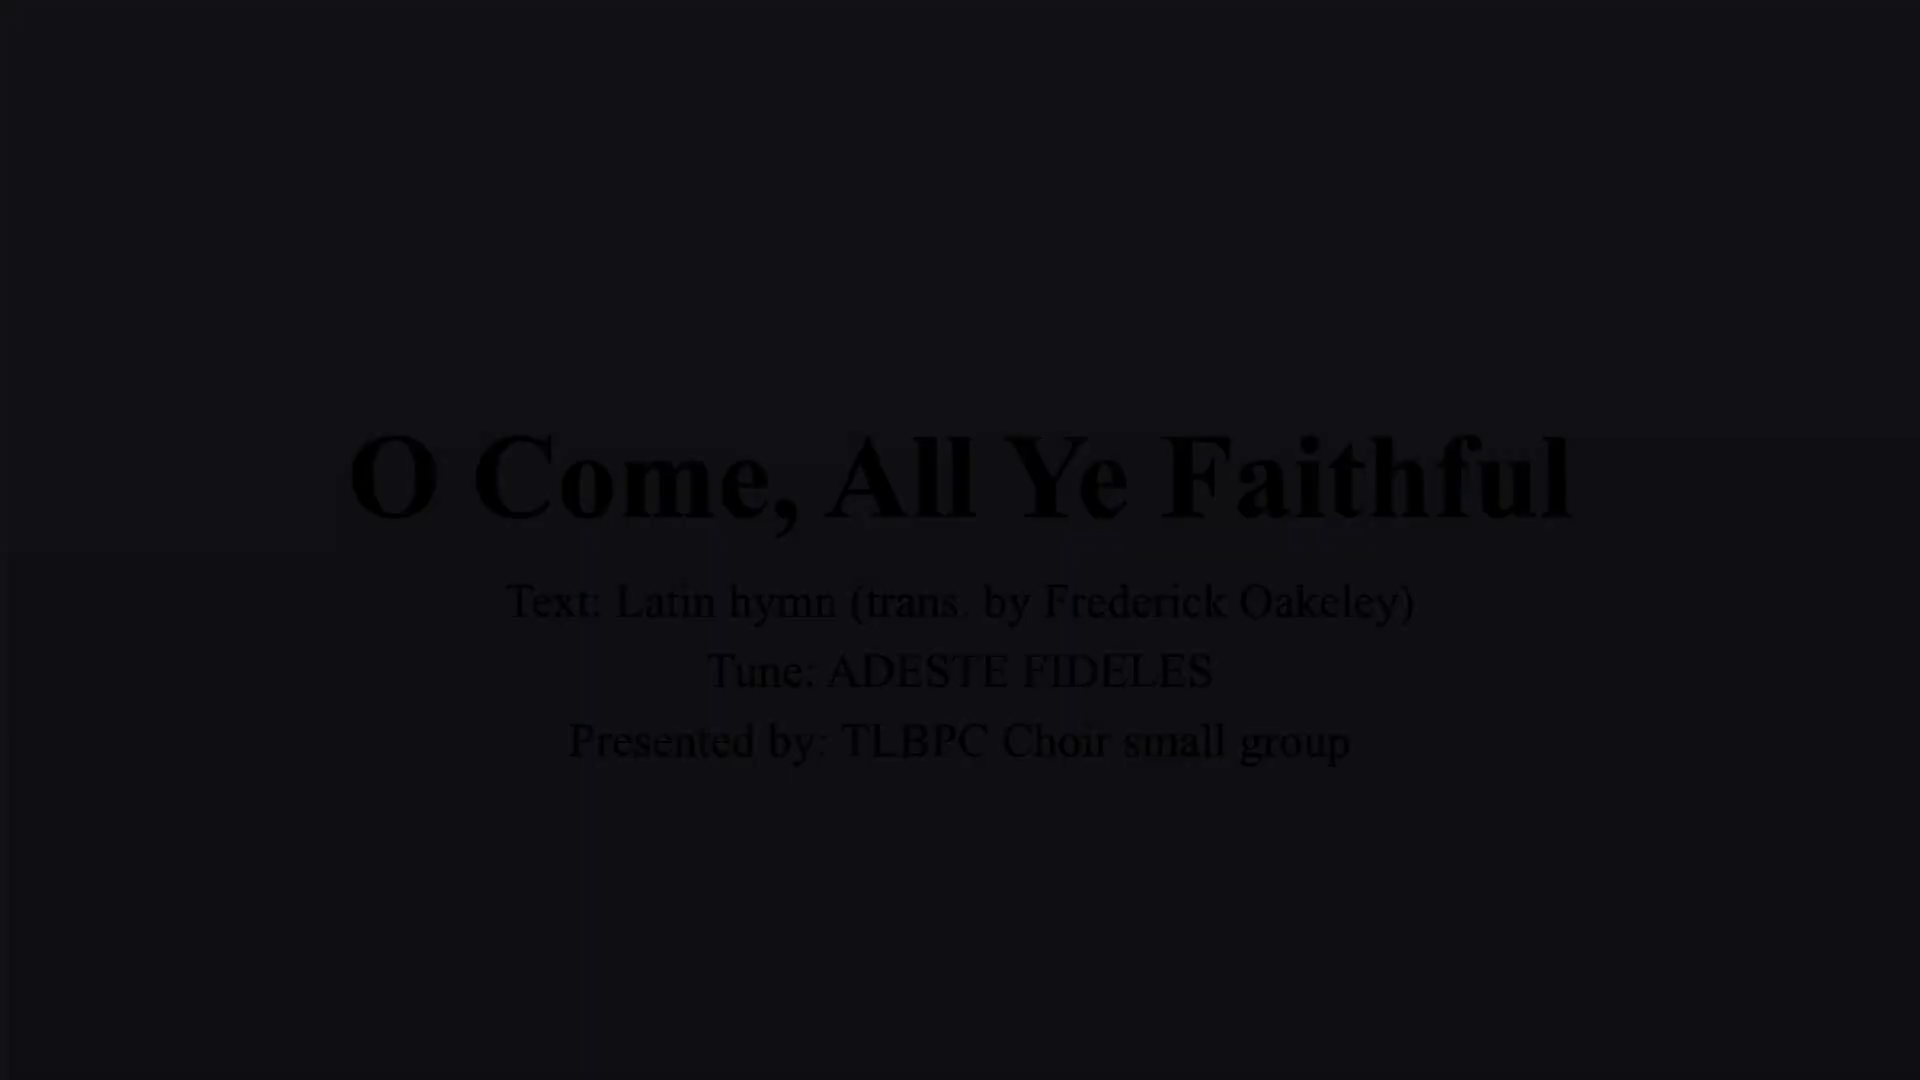 O Come, All Ye Faithful
Text: Latin hymn (trans. by Frederick Oakeley)
Tune: ADESTE FIDELES
Presented by: TLBPC Choir small group